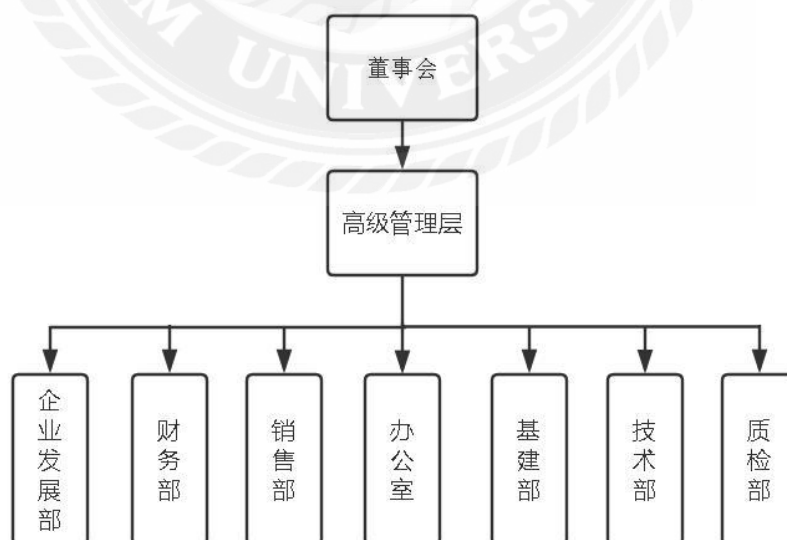 M UNIVERSI
董事会
高级管理层
企业发展部
财务部
销售部
办公室
基建部
技术部
质检部